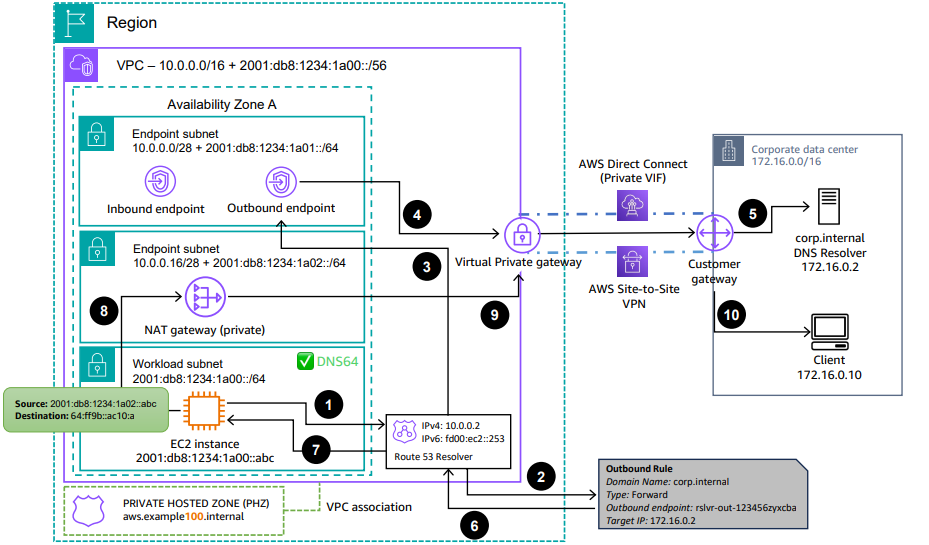 Region
VPC – 10.0.0.0/16 + 2001:db8:1234:1a00::/56
Availability Zone A
Endpoint subnet
10.0.0.0/28 + 2001:db8:1234:1a01::/64
Inbound endpoint
Outbound endpoint
4
Endpoint subnet
10.0.0.16/28 + 2001:db8:1234:1a02::/64
3
8
NAT gateway (private)
9
Virtual Private gateway
AWS Direct Connect
(Private VIF)
AWS Site-to-Site
VPN
Customer
gateway
Corporate data center
172.16.0.0/16
5
corp.internal
DNS Resolver
172.16.0.2
10
Client
172.16.0.10
Workload subnet
2001:db8:1234:1a00::/64
DNS64
Source: 2001:db8:1234:1a02::abc
Destination: 64:ff9b::ac10:a
1
EC2 instance
2001:db8:1234:1a00::abc
7
IPv4: 10.0.0.2
IPv6: fd00:ec2::253
Route 53 Resolver
2
6
Outbound Rule
Domain Name: corp.internal
Type: Forward
Outbound endpoint: rslvr-out-123456zyxcba
Target IP: 172.16.0.2
PRIVATE HOSTED ZONE (PHZ)
aws.example100.internal
VPC association